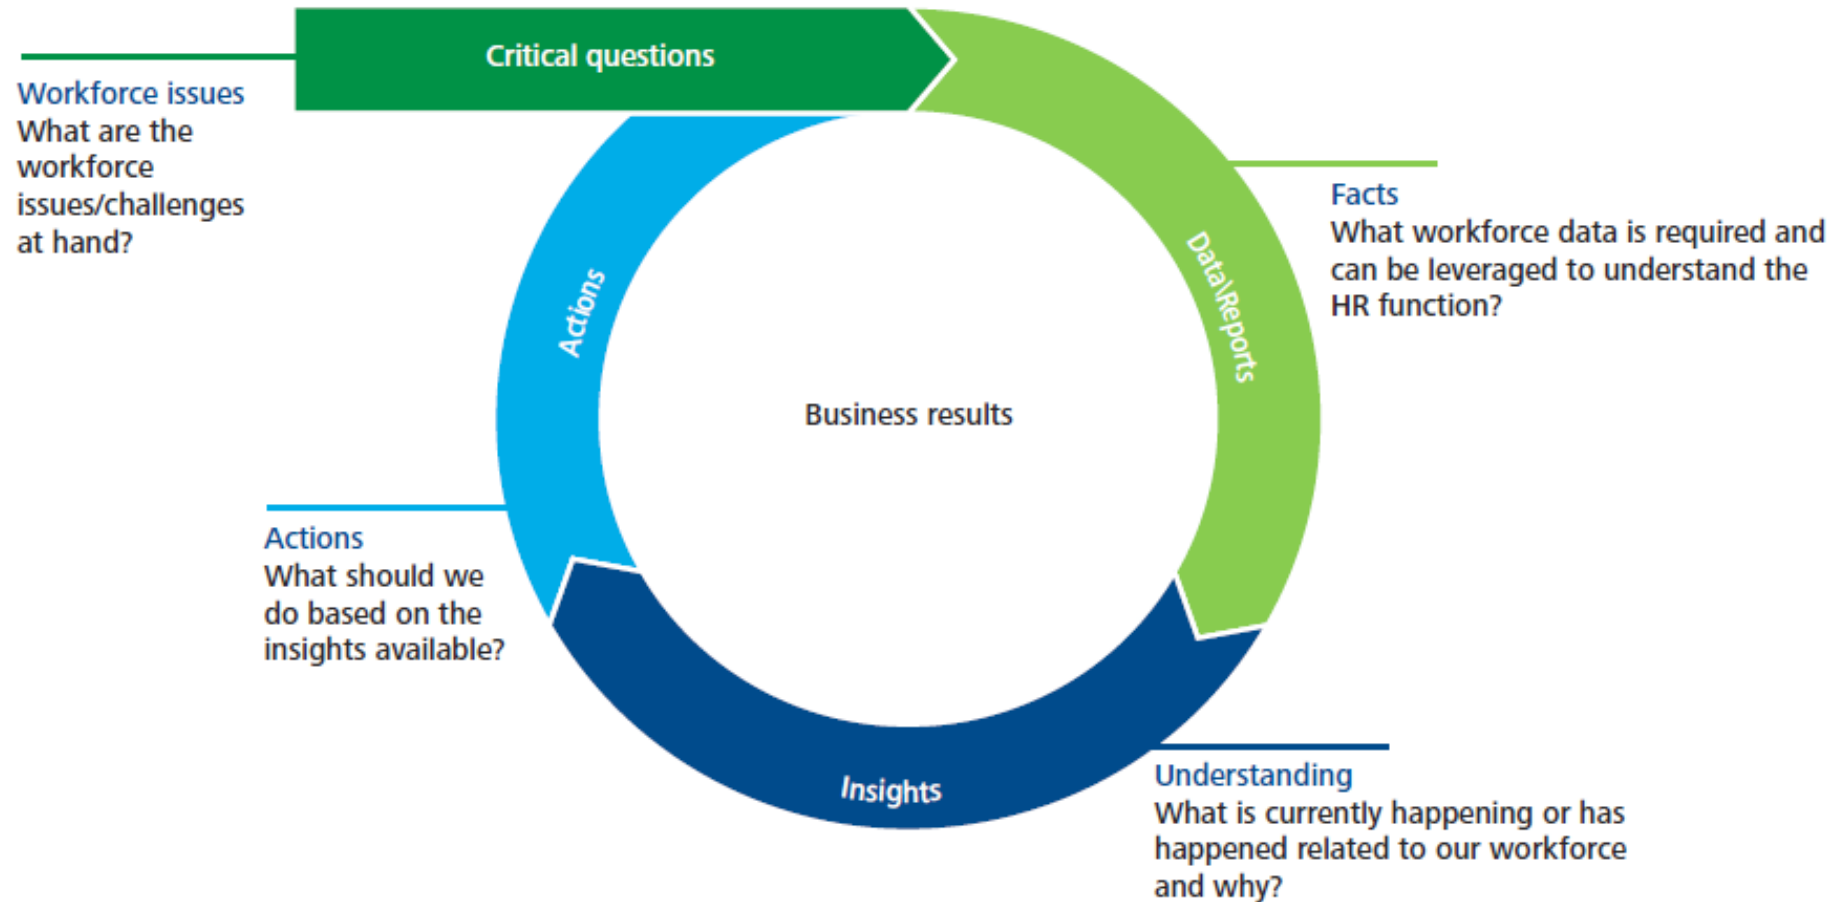 Critical questions
Workforce issues
What are the
workforce
issues/challenges
at hand?
Data\Reports
Facts
What workforce data is required and
can be leveraged to understand the
HR function?
Actions
Business results
Actions
What should we
do based on the
insights available?
Insights
Understanding
What is currently happening or has
happened related to our workforce
and why?